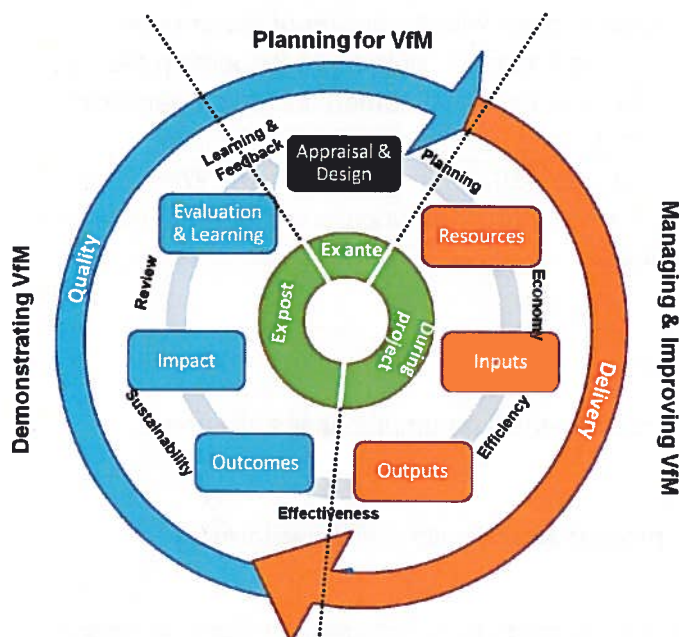 Planning for VfM
Learning &
Feedback
Appraisal &
Design
Planning
Evaluation
& Learning
Resources
Ex ante
Quality
Review
Ex post
During
project
Economy
Demonstrating VfM
Managing & Improving VfM
Impact
Inputs
Delivery
Sustainability
Efficiency
Outcomes
Outputs
Effectiveness